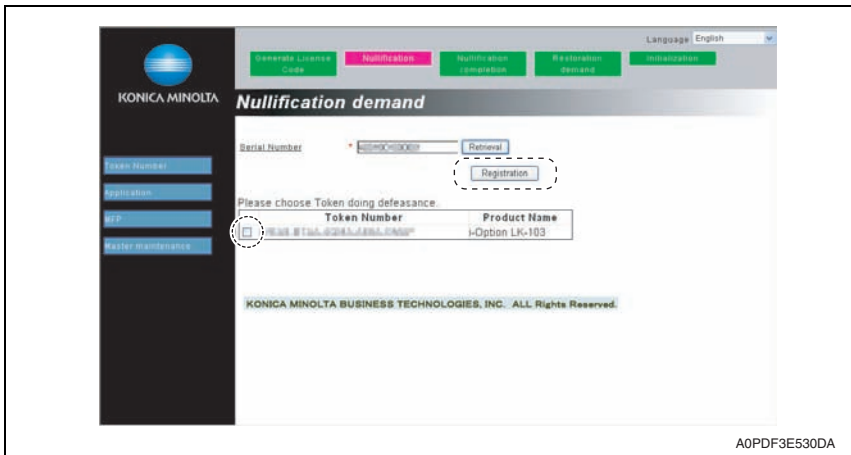 Language English
Generate License Code
Nullification
Nullification completion
Restoration demand
Initialization
KONICA MINOLTA
Nullification demand
Serial Number * Retrieval
Registration
Token Number
Application
MFP
Master maintenance
Please choose Token doing defeasance.
Token Number Product Name
i-Option LK-103
KONICA MINOLTA BUSINESS TECHNOLOGIES, INC. ALL Rights Reserved.
A0PDF3E530DA